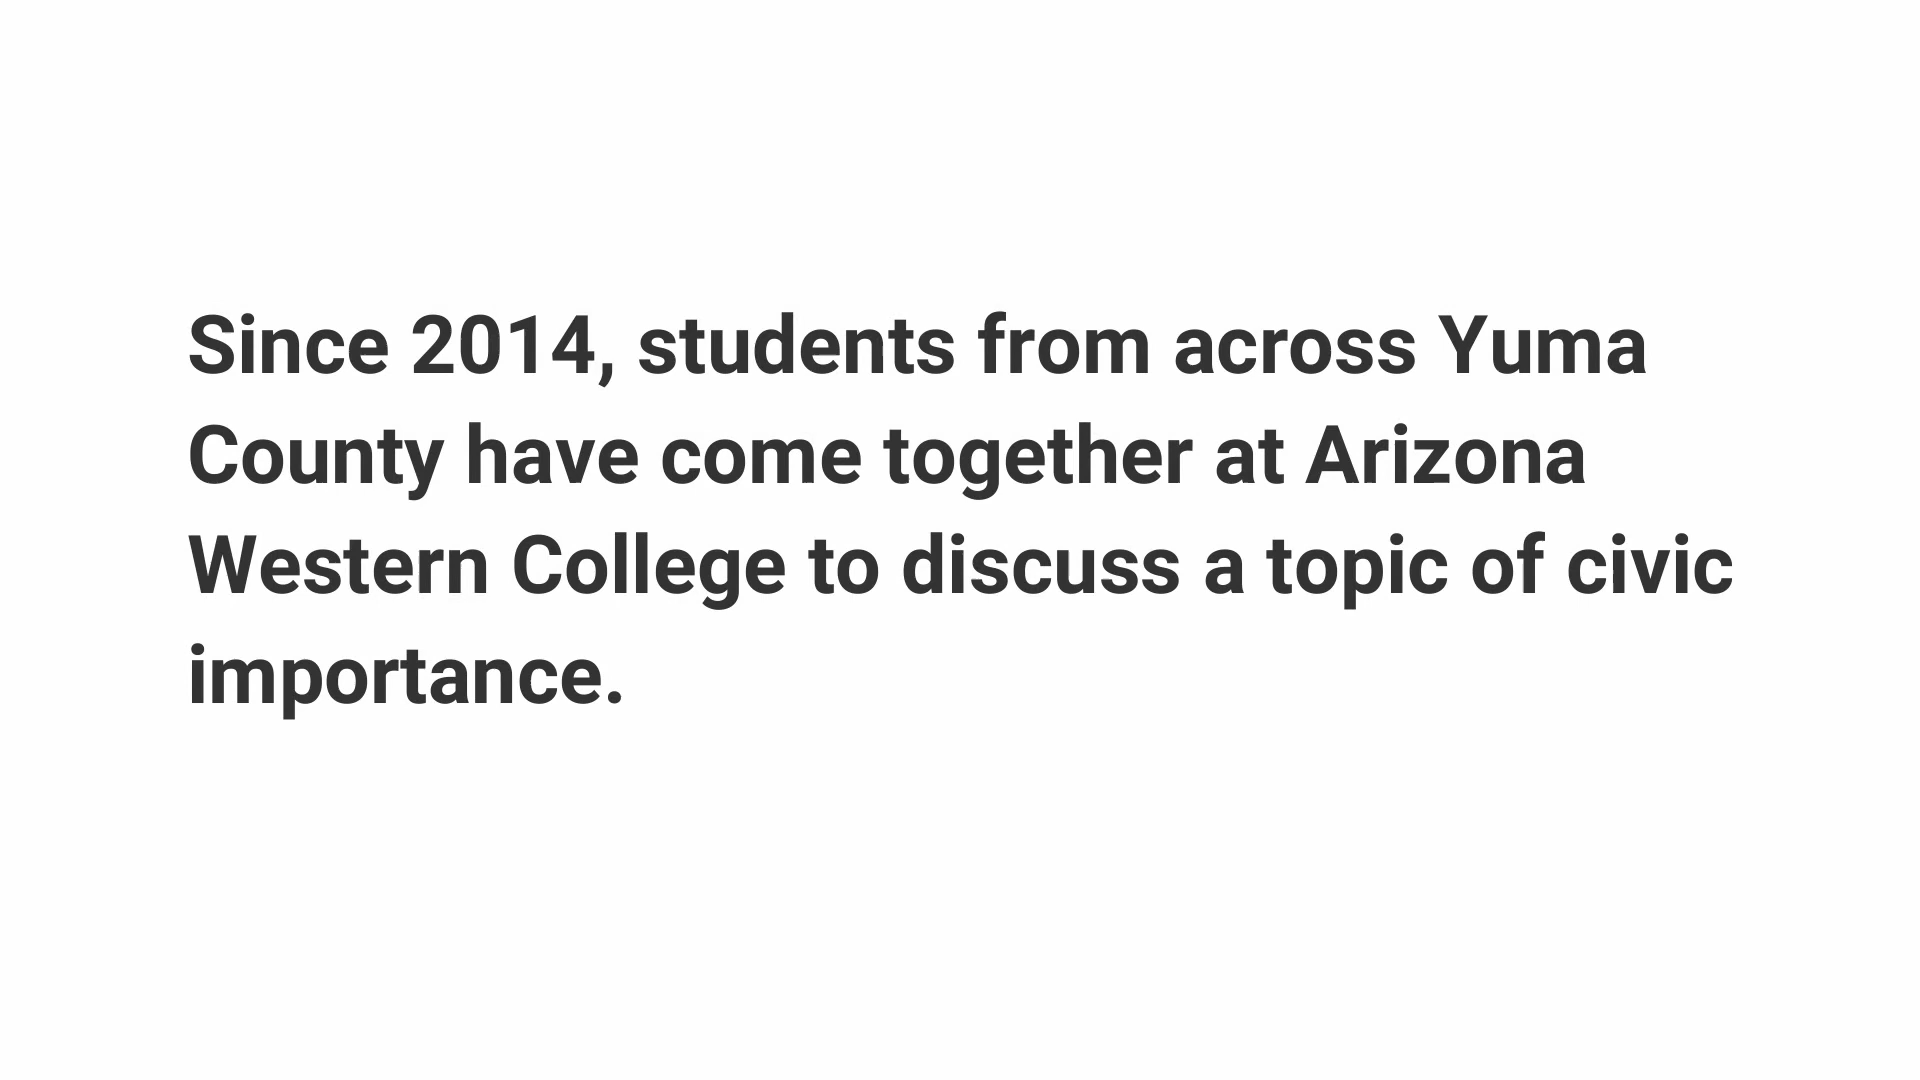 Since 2014, students from across Yuma
County have come together at Arizona
Western College to discuss a topic of civic
importance.